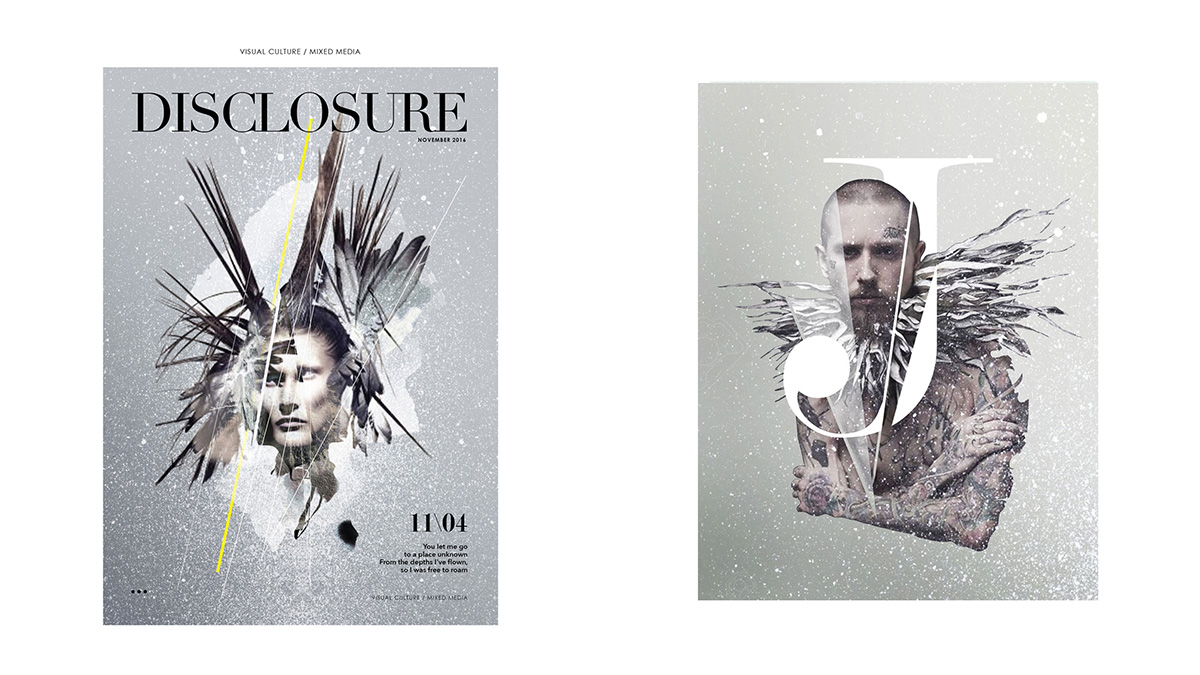 VISUAL CULTURE / MIXED MEDIA
DISCLOSURE
NOVEMBER 2016
11\04
You let me go
to a place unknown
From the depths I've flown,
so I was free to roam
VISUAL CULTURE / MIXED MEDIA
J